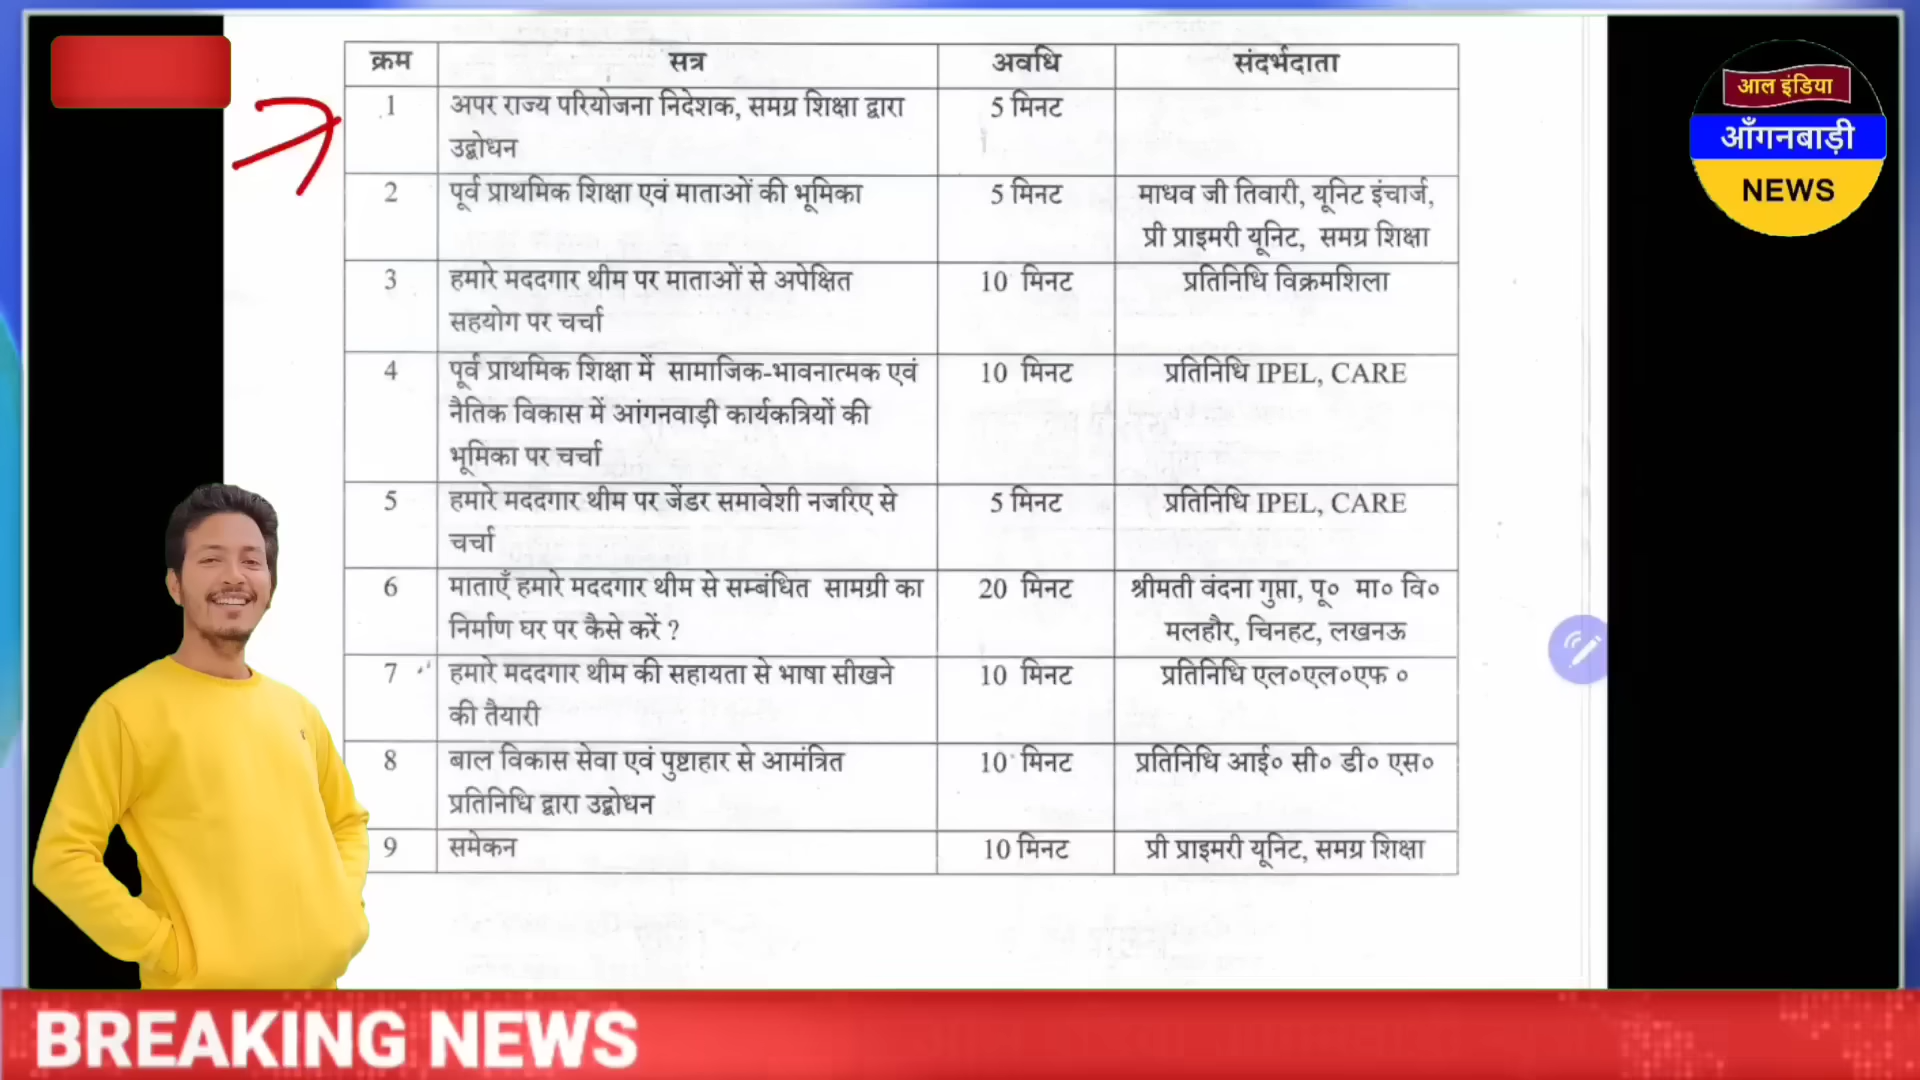 क्रम सत्र अवधि संदर्भदाता
1 अपर राज्य परियोजना निदेशक, समग्र शिक्षा द्वारा 5 मिनट
उद्बोधन
2 पूर्व प्राथमिक शिक्षा एवं माताओं की भूमिका 5 मिनट माधव जी तिवारी, यूनिट इंचार्ज,
प्री प्राइमरी यूनिट, समग्र शिक्षा
3 हमारे मददगार थीम पर माताओं से अपेक्षित 10 मिनट प्रतिनिधि विक्रमशिला
सहयोग पर चर्चा
4 पूर्व प्राथमिक शिक्षा में सामाजिक-भावनात्मक एवं 10 मिनट प्रतिनिधि IPEL, CARE
नैतिक विकास में आंगनवाड़ी कार्यकत्रियों की
भूमिका पर चर्चा
5 हमारे मददगार थीम पर जेंडर समावेशी नजरिए से 5 मिनट प्रतिनिधि IPEL, CARE
चर्चा
6 माताएँ हमारे मददगार थीम से सम्बंधित सामग्री का 20 मिनट श्रीमती वंदना गुप्ता, पू० मा० वि०
निर्माण घर पर कैसे करें ? मलहौर, चिनहट, लखनऊ
7 हमारे मददगार थीम की सहायता से भाषा सीखने 10 मिनट प्रतिनिधि एल०एल०एफ ०
की तैयारी
8 बाल विकास सेवा एवं पुष्टाहार से आमंत्रित 10 मिनट प्रतिनिधि आई० सी० डी० एस०
प्रतिनिधि द्वारा उद्बोधन
9 समेकन 10 मिनट प्री प्राइमरी यूनिट, समग्र शिक्षा
आल इंडिया
आँगनबाड़ी
NEWS
BREAKING NEWS